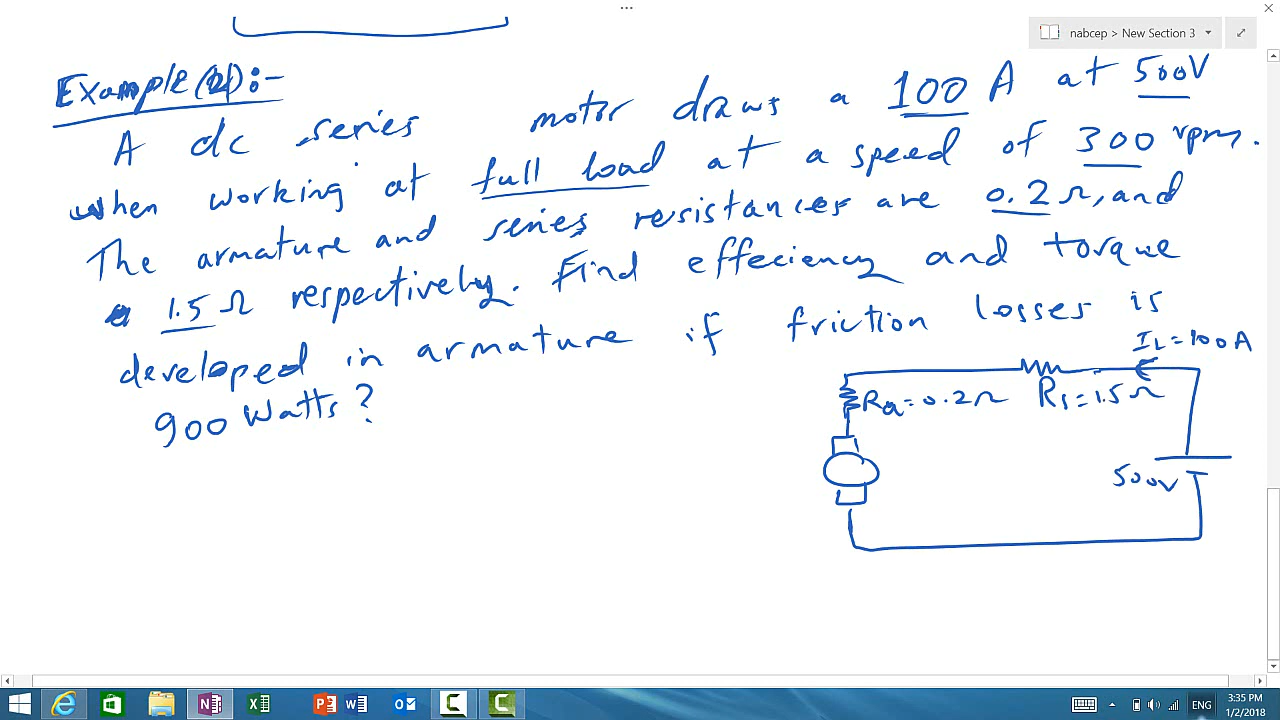 nabcep > New Section 3
Example(2):-
A dc series motor draws a 100 A at 500V
when working at full load at a speed of 300 rpm.
The armature and series resistances are 0.2 Ω, and
1.5 Ω respectively. Find effeciency and torque
developed in armature if friction losses is
900 Watts?
IL=100A
Ra=0.2Ω
Rs=1.5Ω
500V
ENG
3:35 PM
1/2/2018